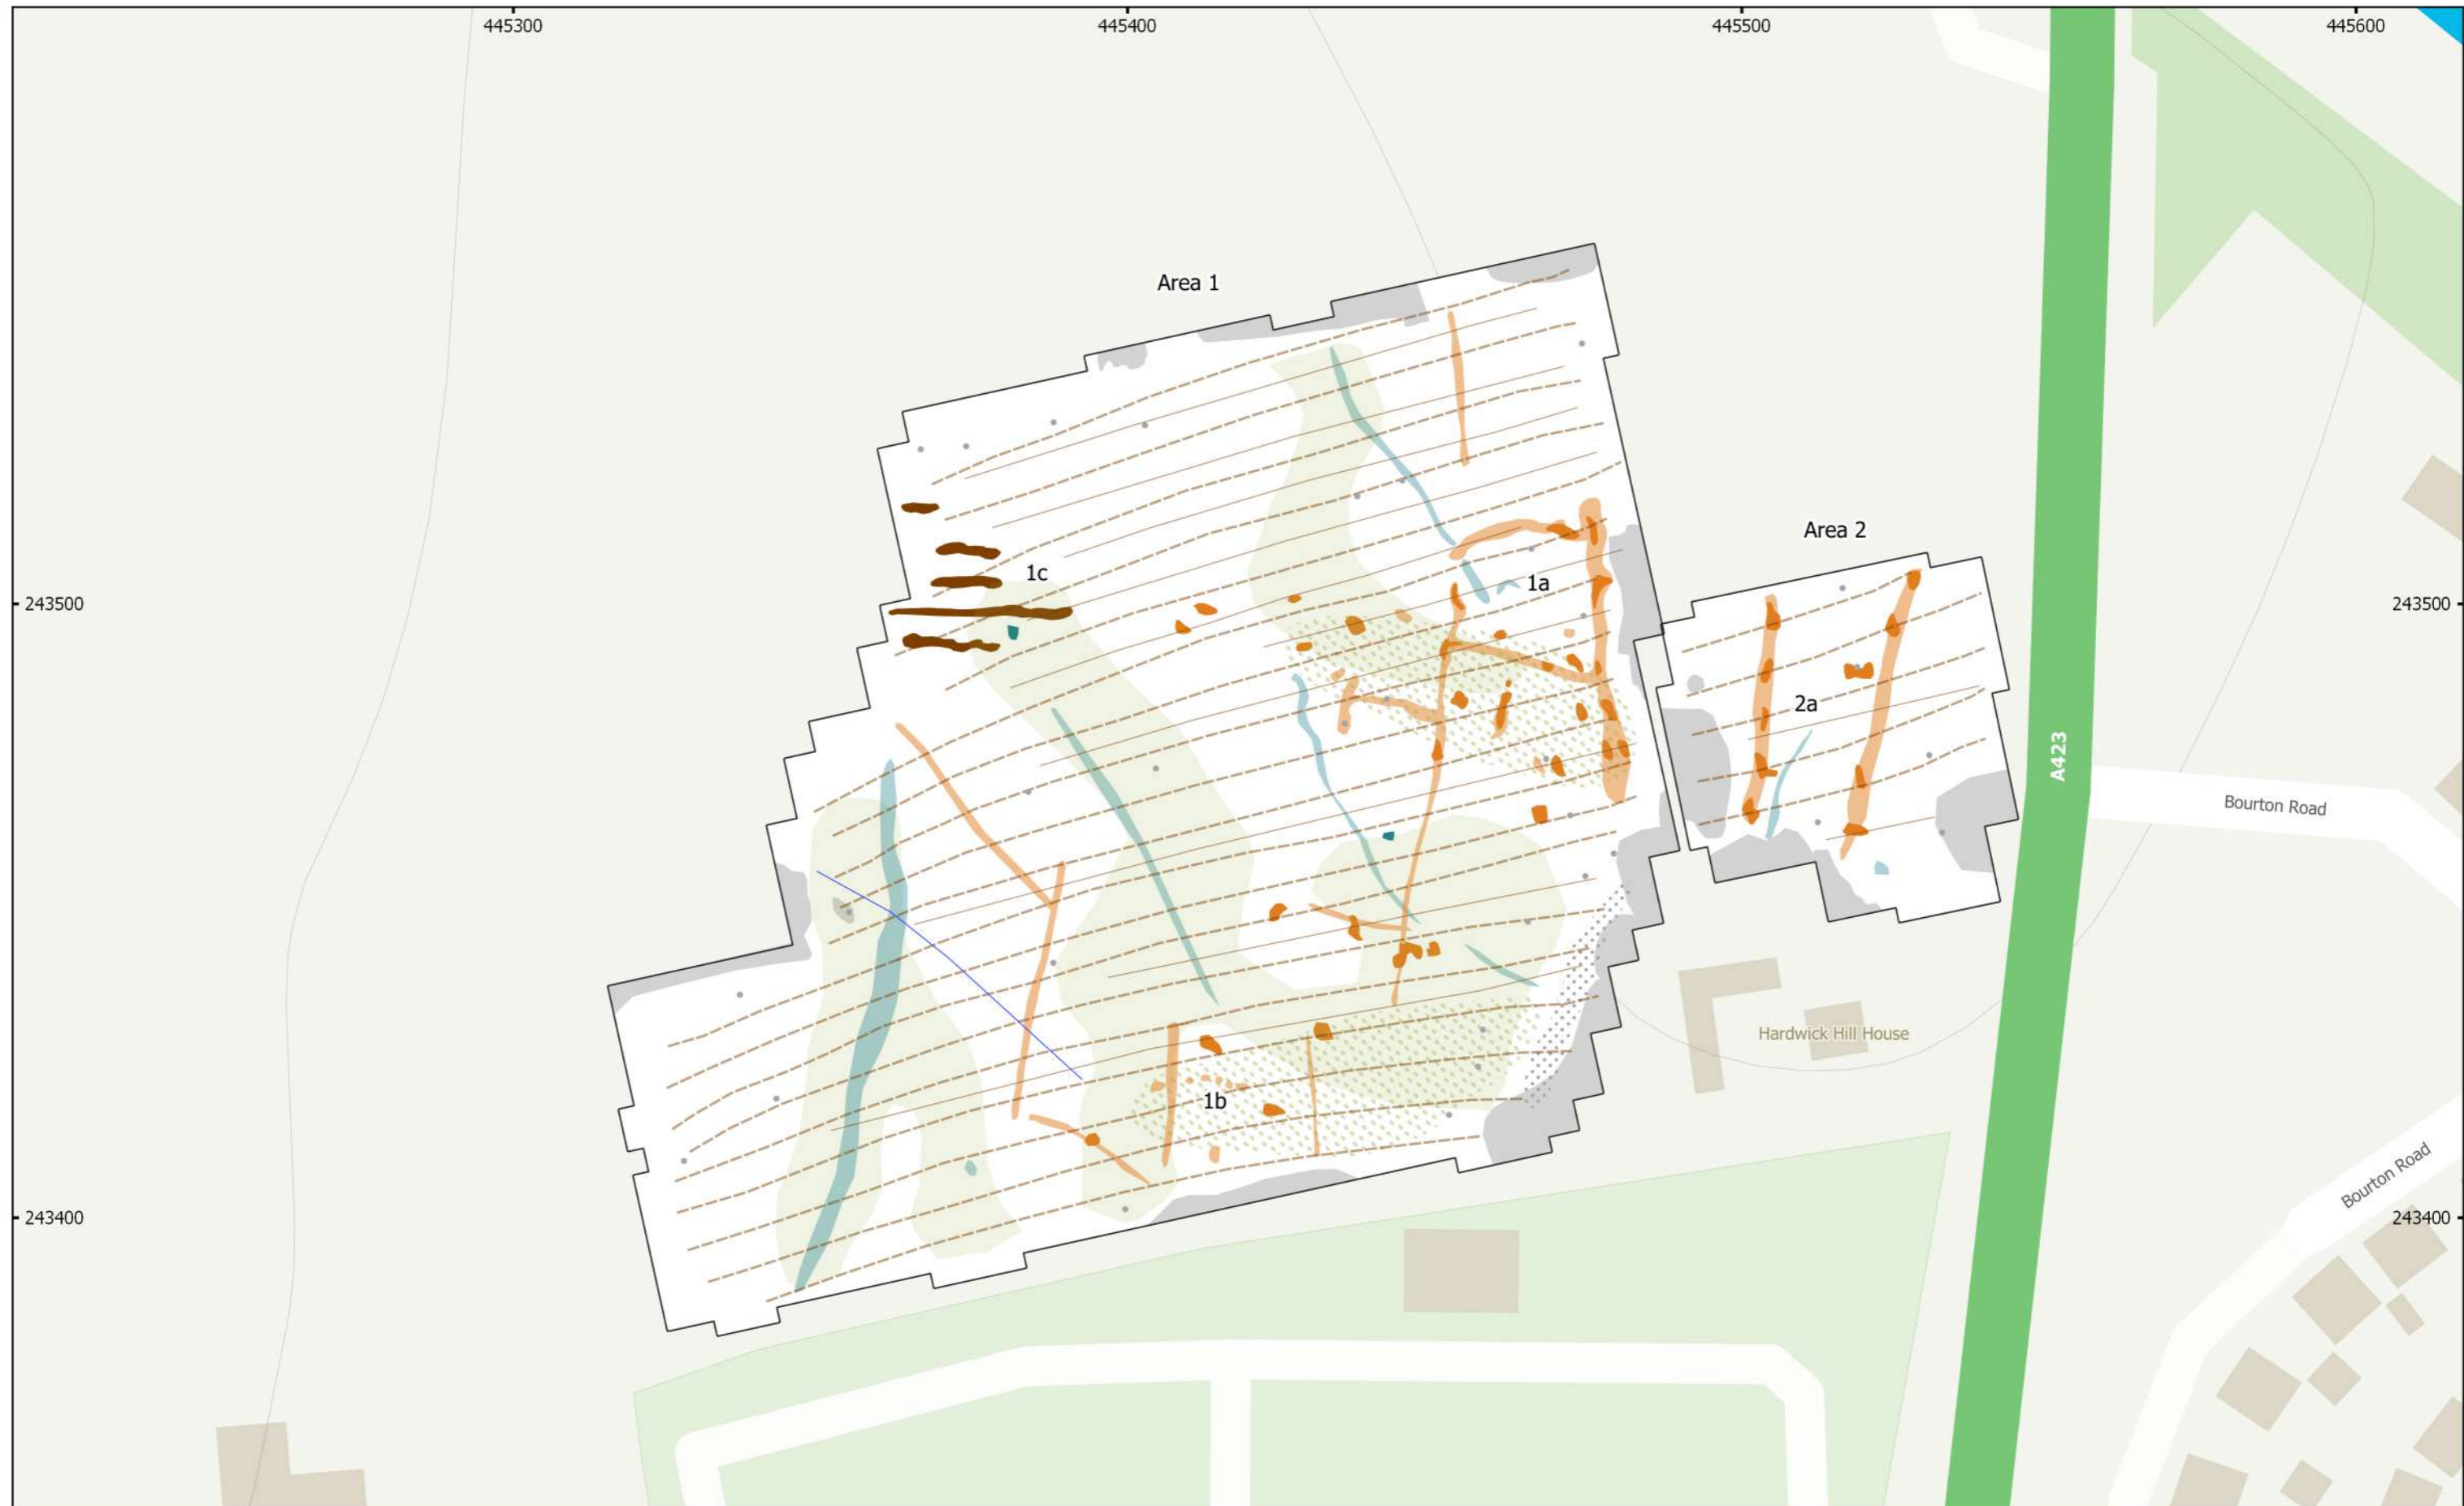 445300
445400
445500
445600
Area 1
Area 2
1c
1a
243500
243500
2a
A423
Bourton Road
Hardwick Hill House
1b
Bourton Road
243400
243400